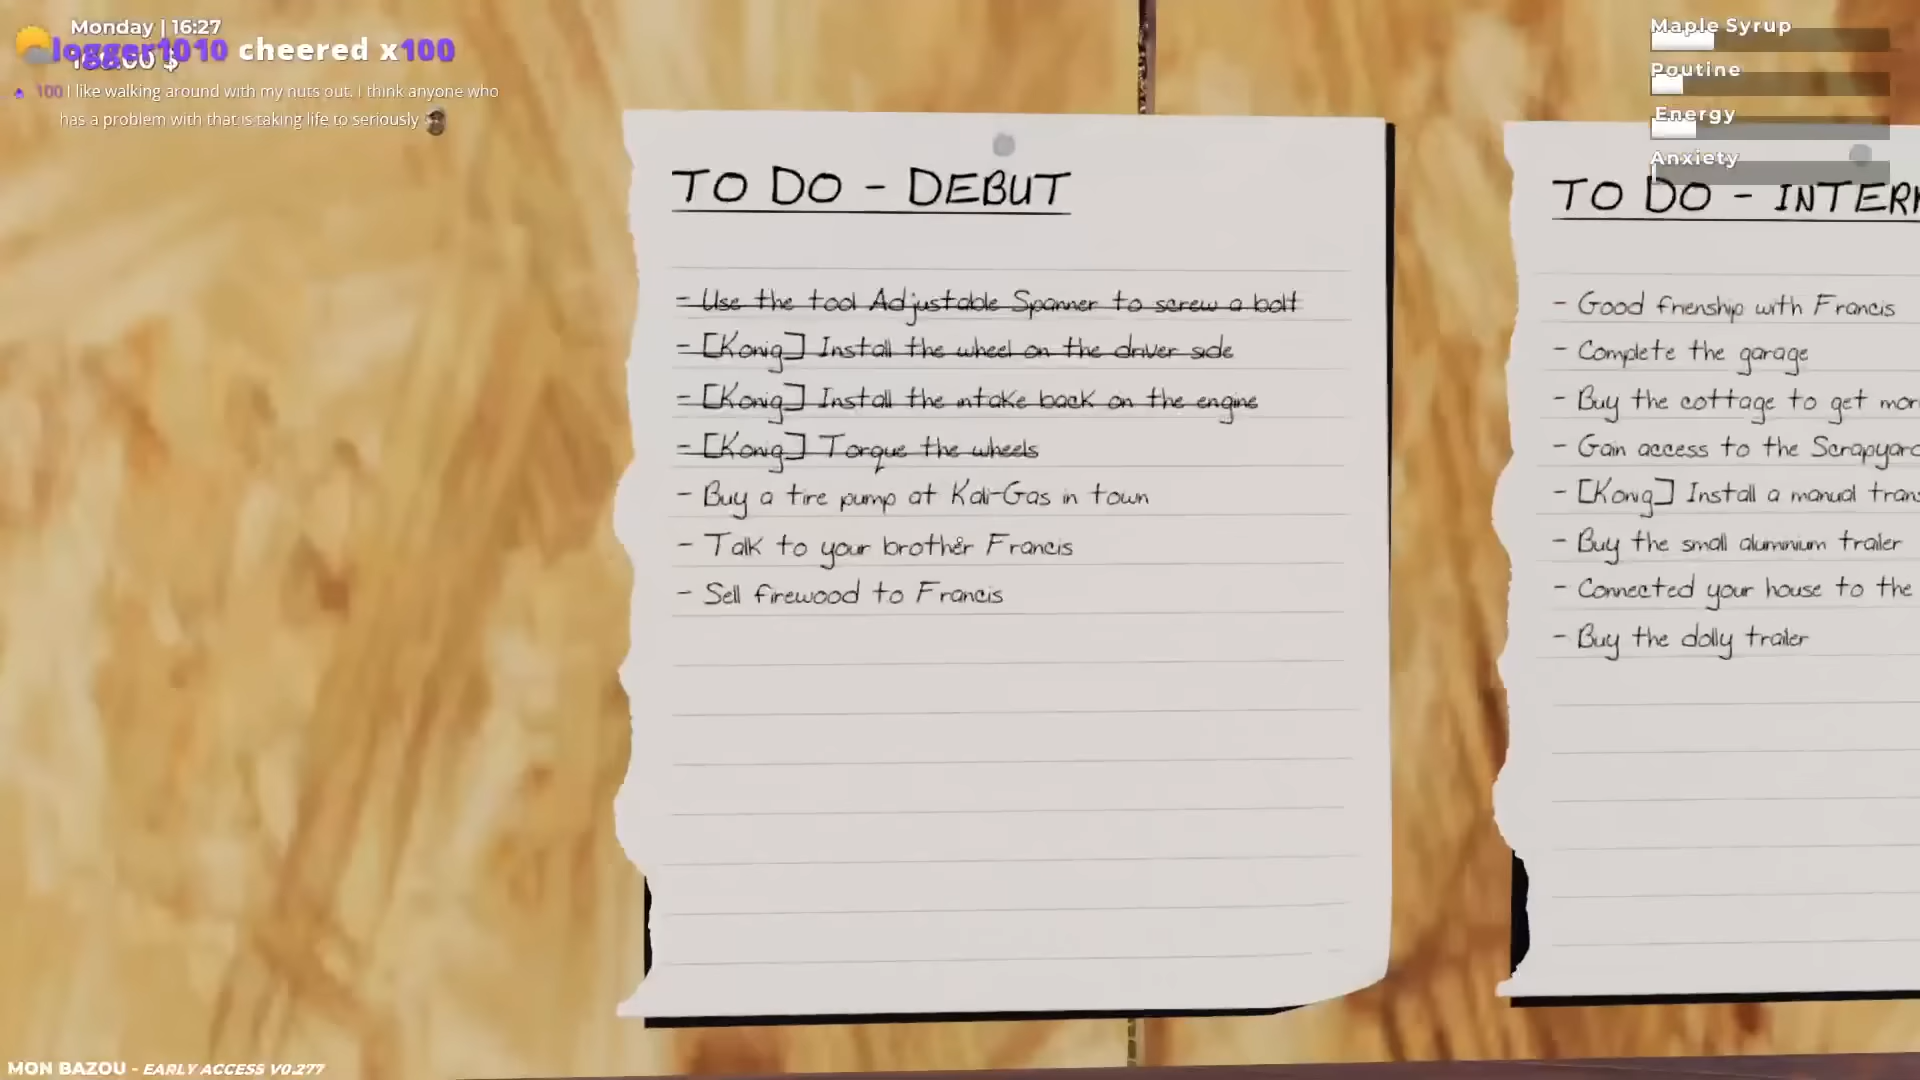 Monday | 16:27
logger1010 cheered x100
100 I like walking around with my nuts out. I think anyone who
has a problem with that is taking life to seriously
Maple Syrup
Poutine
Energy
Anxiety
TO DO - DEBUT
- Use the tool Adjustable Spanner to screw a bolt
- [Konig] Install the wheel on the driver side
- [Konig] Install the intake back on the engine
- [Konig] Torque the wheels
- Buy a tire pump at Kali-Gas in town
- Talk to your brother Francis
- Sell firewood to Francis
TO DO -
- Good frienship with Francis
- Complete the garage
- Buy the cottage to get
- Gain access to the
- [Konig] Install a manual
- Buy the small aluminium trailer
- Connected your house to the
- Buy the dolly trailer
MON BAZOU - EARLY ACCESS V0.277